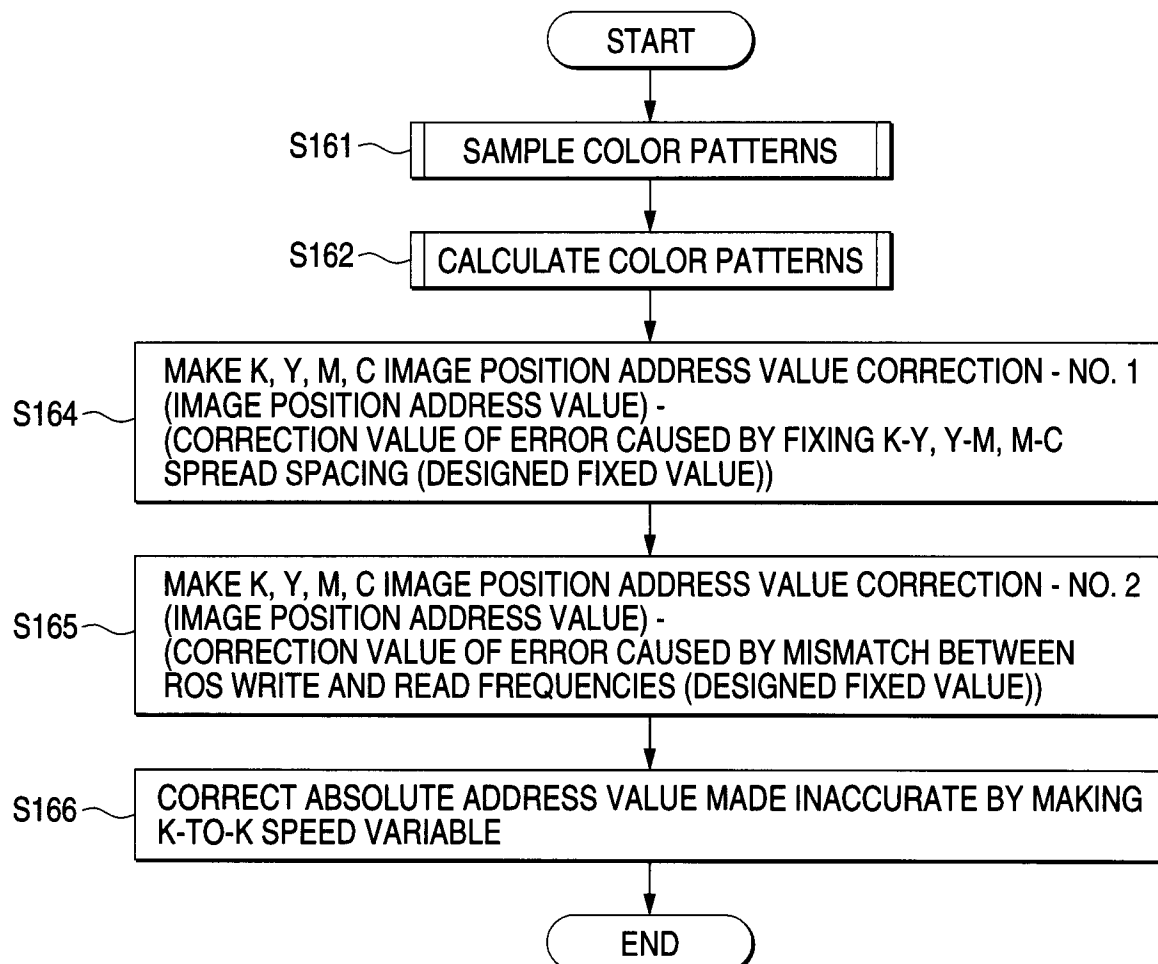 START
S161
SAMPLE COLOR PATTERNS
S162
CALCULATE COLOR PATTERNS
S164
MAKE K, Y, M, C IMAGE POSITION ADDRESS VALUE CORRECTION - NO. 1
(IMAGE POSITION ADDRESS VALUE) -
(CORRECTION VALUE OF ERROR CAUSED BY FIXING K-Y, Y-M, M-C
SPREAD SPACING (DESIGNED FIXED VALUE))
S165
MAKE K, Y, M, C IMAGE POSITION ADDRESS VALUE CORRECTION - NO. 2
(IMAGE POSITION ADDRESS VALUE) -
(CORRECTION VALUE OF ERROR CAUSED BY MISMATCH BETWEEN
ROS WRITE AND READ FREQUENCIES (DESIGNED FIXED VALUE))
S166
CORRECT ABSOLUTE ADDRESS VALUE MADE INACCURATE BY MAKING
K-TO-K SPEED VARIABLE
END